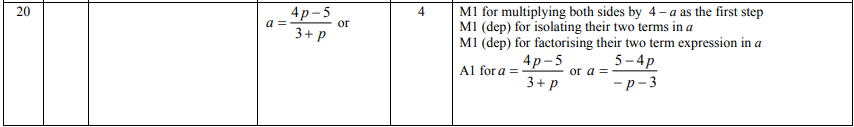 20 a = (4p – 5)/(3 + p) or 4 M1 for multiplying both sides by 4 – a as the first step
M1 (dep) for isolating their two terms in a
M1 (dep) for factorising their two term expression in a
A1 for a = (4p – 5)/(3 + p) or a = (5 – 4p)/(– p – 3)